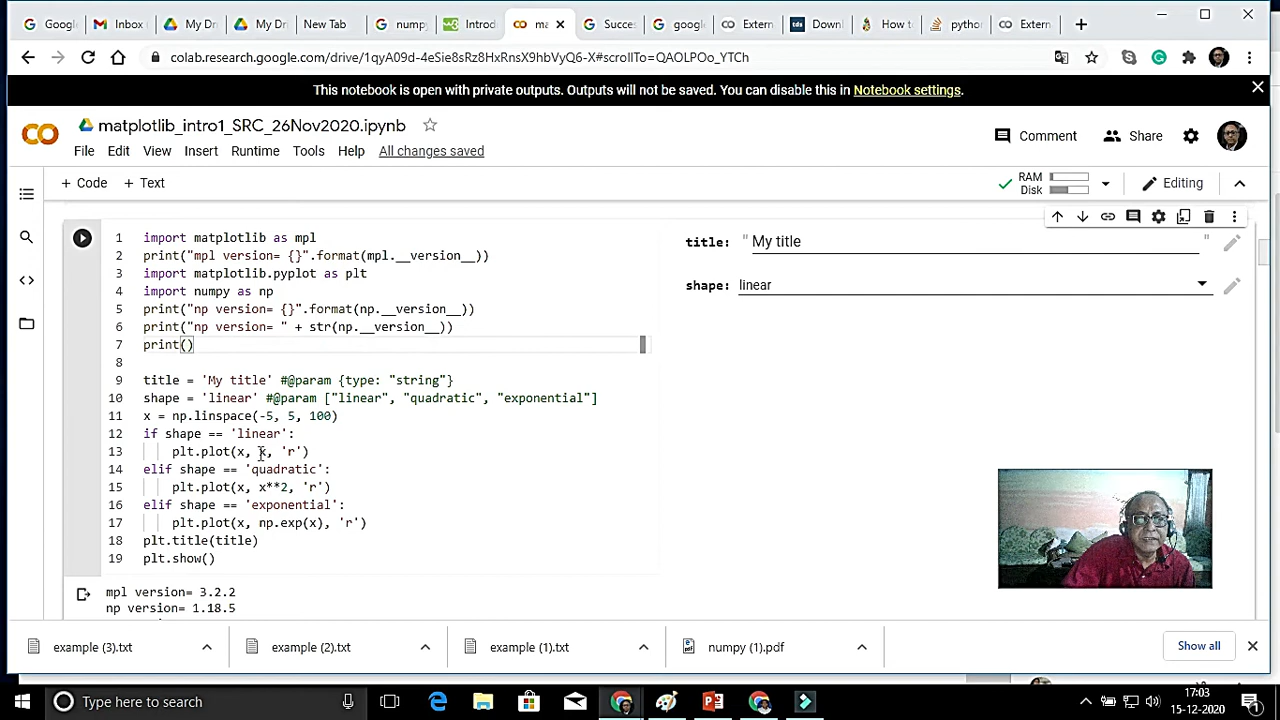 Googl
Inbox
My Dr
My Dr
New Tab
nump
Introd
ma
Succes
google
Extern
Down
How t
pytho
Extern
colab.research.google.com/drive/1qyA09d-4eSie8sRz8HxRnsX9hbVyQ6-X#scrollTo=QAOLPOo_YTCh
This notebook is open with private outputs. Outputs will not be saved. You can disable this in Notebook settings.
matplotlib_intro1_SRC_26Nov2020.ipynb
Comment
Share
File Edit View Insert Runtime Tools Help All changes saved
+ Code + Text
RAM
Disk
Editing
1 import matplotlib as mpl
2 print("mpl version= {}".format(mpl.__version__))
3 import matplotlib.pyplot as plt
4 import numpy as np
5 print("np version= {}".format(np.__version__))
6 print("np version= " + str(np.__version__))
7 print()
8
9 title = 'My title' #@param {type: "string"}
10 shape = 'linear' #@param ["linear", "quadratic", "exponential"]
11 x = np.linspace(-5, 5, 100)
12 if shape == 'linear':
13 plt.plot(x, x, 'r')
14 elif shape == 'quadratic':
15 plt.plot(x, x**2, 'r')
16 elif shape == 'exponential':
17 plt.plot(x, np.exp(x), 'r')
18 plt.title(title)
19 plt.show()
title: " My title "
shape: linear
mpl version= 3.2.2
np version= 1.18.5
example (3).txt
example (2).txt
example (1).txt
numpy (1).pdf
Show all
Type here to search
17:03
15-12-2020